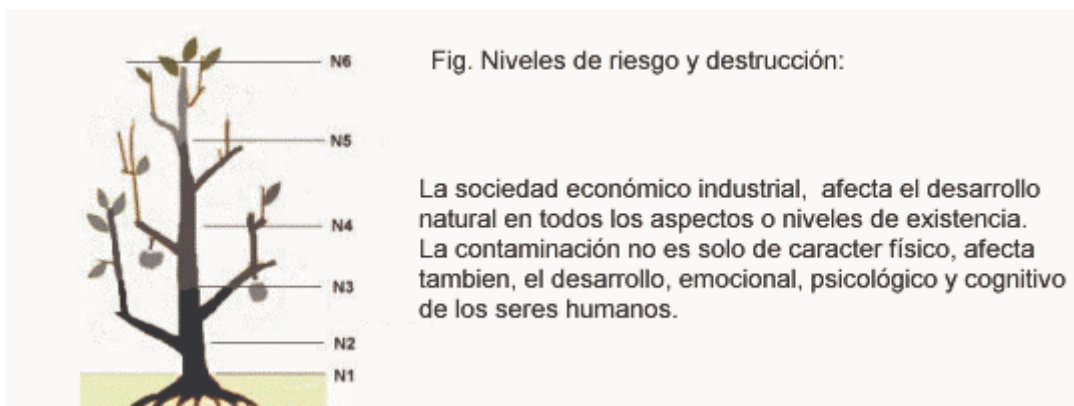 N6
Fig. Niveles de riesgo y destrucción:
N5
La sociedad económico industrial, afecta el desarrollo
natural en todos los aspectos o niveles de existencia.
N4
La contaminación no es solo de caracter físico, afecta
tambien, el desarrollo, emocional, psicológico y cognitivo
N3
de los seres humanos.
N2
N1